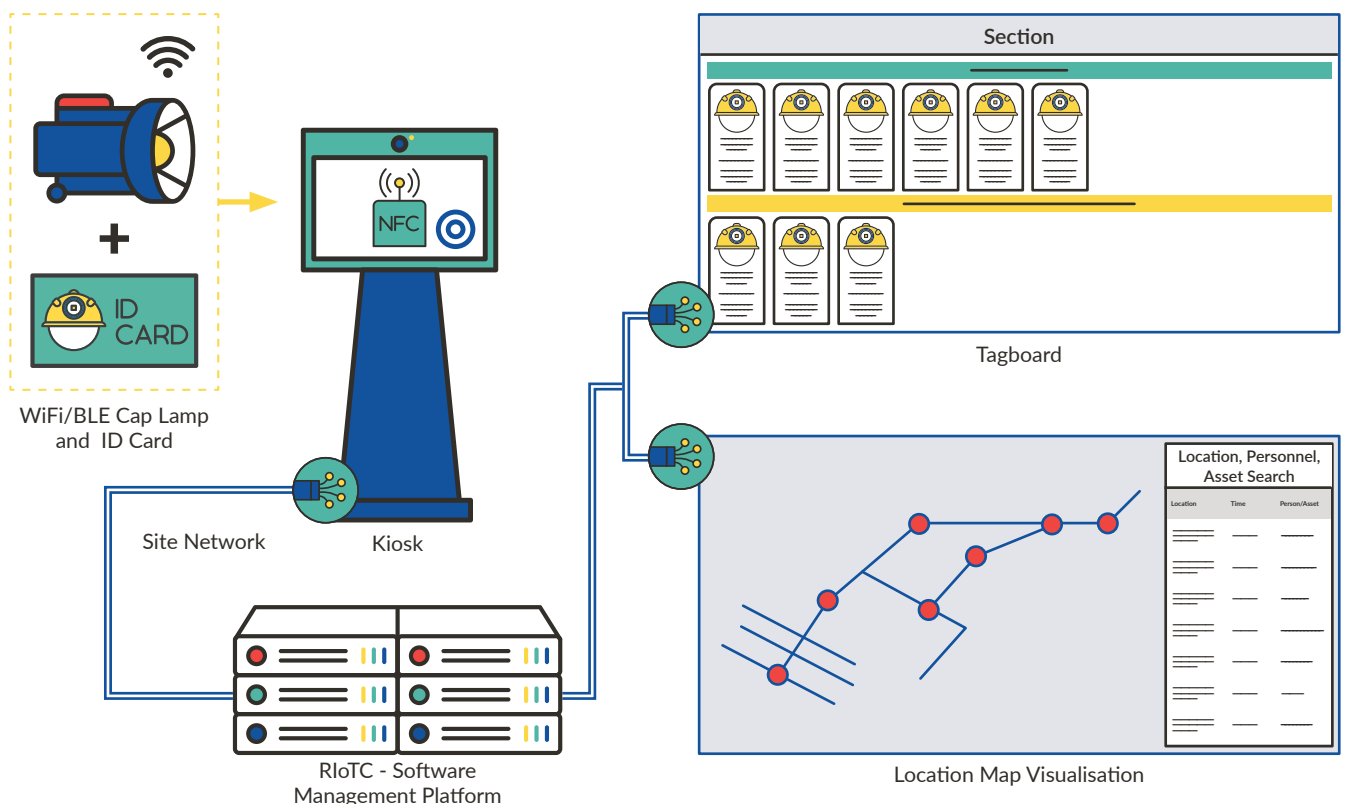 Section
NFC
ID
CARD
WiFi/BLE Cap Lamp
and ID Card
Tagboard
Location, Personnel,
Asset Search
Location Time Person/Asset
Site Network
Kiosk
RIoTC - Software
Management Platform
Location Map Visualisation